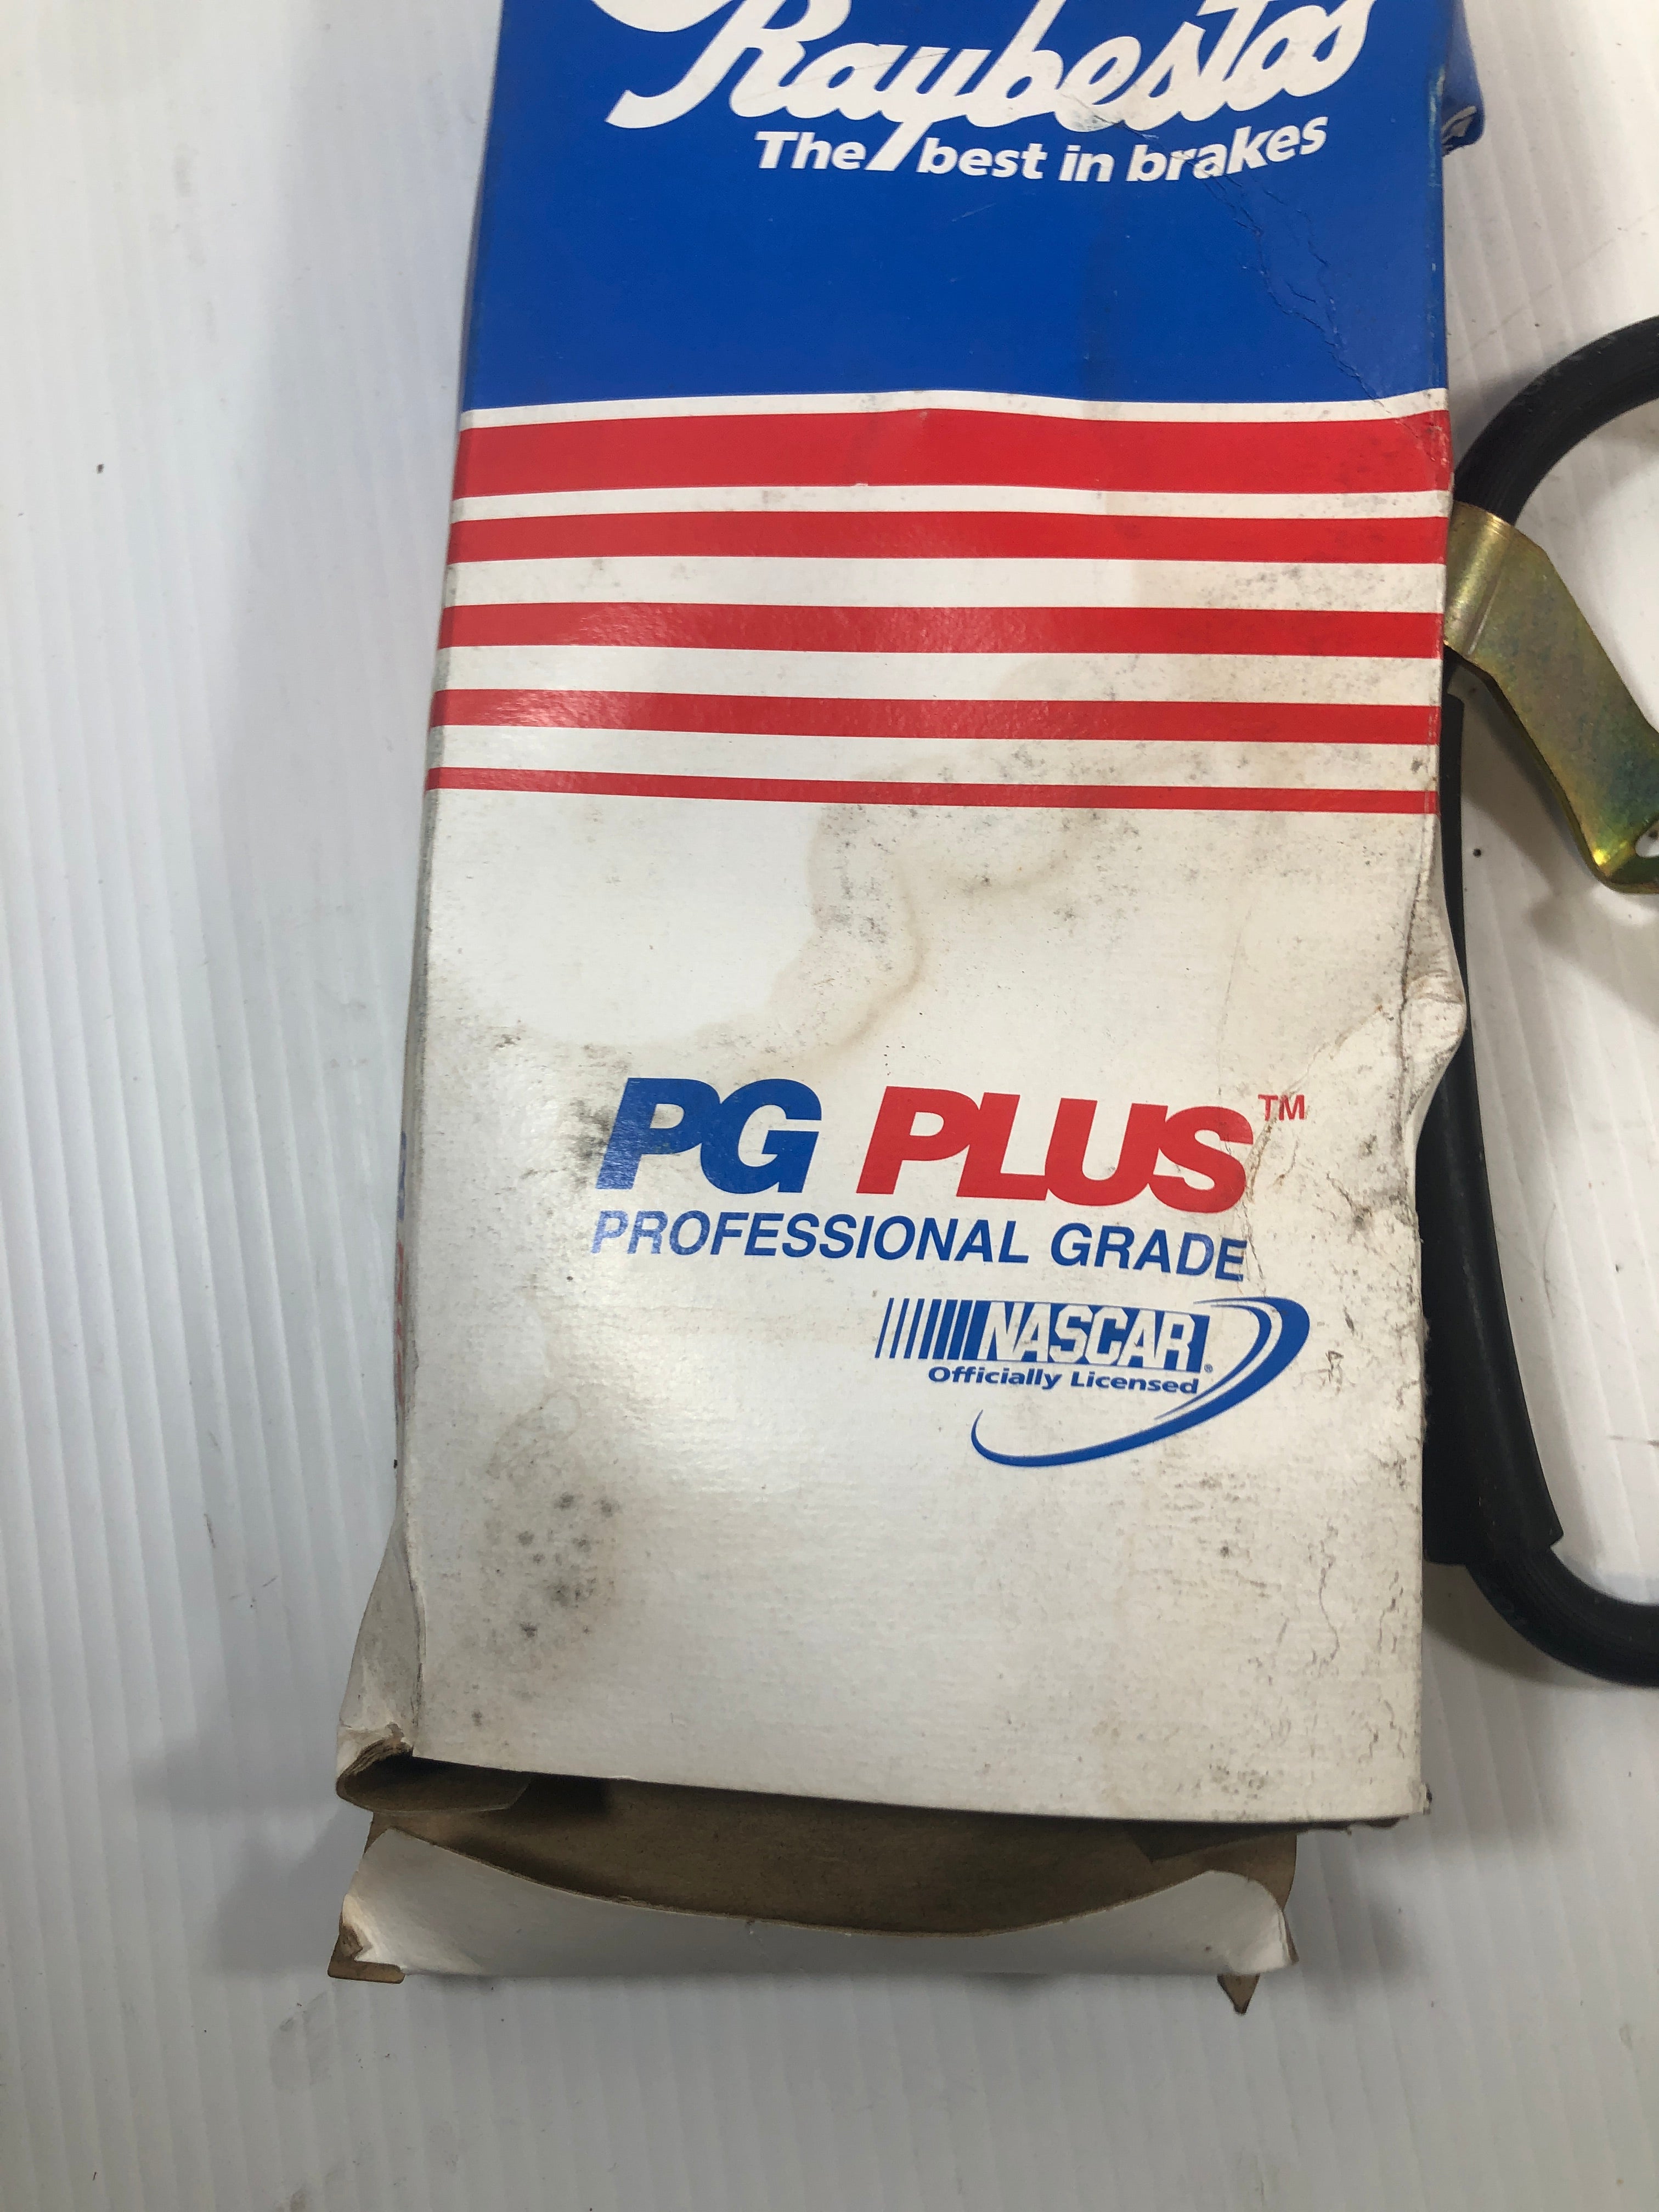 Raybestos
The best in brakes
PG PLUS™
PROFESSIONAL GRADE
NASCAR®
Officially Licensed